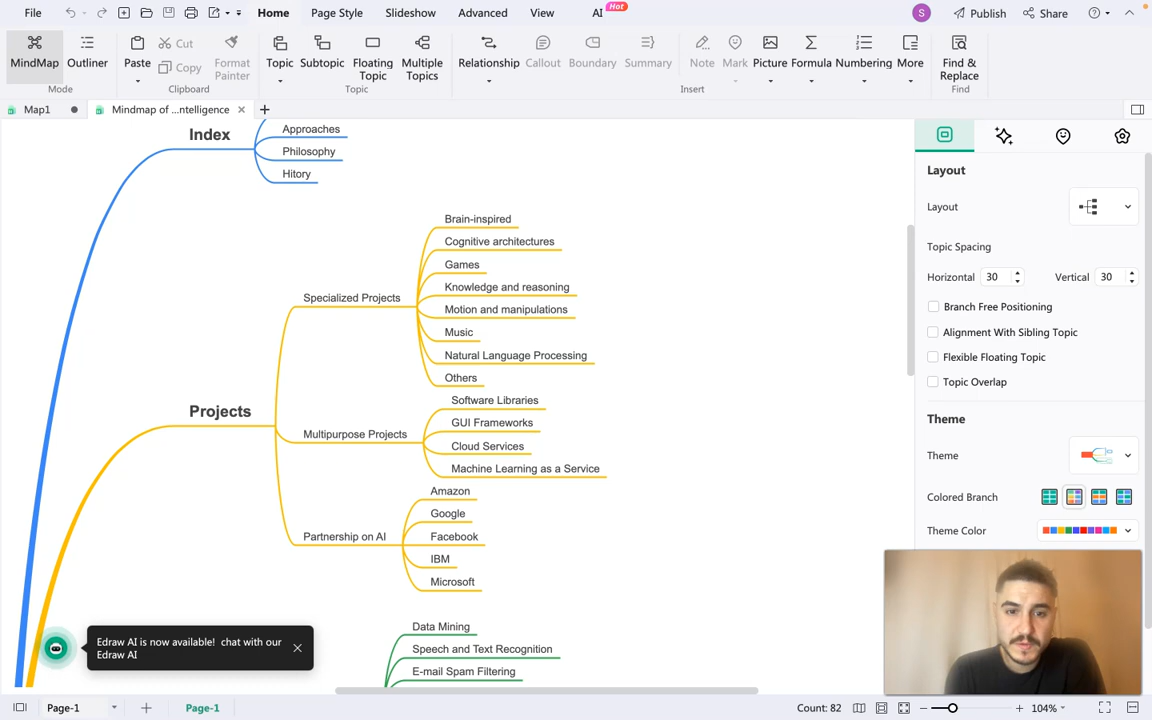 File Home Page Style Slideshow Advanced View AI Hot S Publish Share
MindMap Outliner Paste Cut Copy Format Painter Topic Subtopic Floating Topic Multiple Topics Relationship Callout Boundary Summary Note Mark Picture Formula Numbering More Find & Replace
Mode Clipboard Topic Insert Find
Map1 Mindmap of ...ntelligence
Index
Approaches
Philosophy
Hitory
Projects
Specialized Projects
Brain-inspired
Cognitive architectures
Games
Knowledge and reasoning
Motion and manipulations
Music
Natural Language Processing
Others
Multipurpose Projects
Software Libraries
GUI Frameworks
Cloud Services
Machine Learning as a Service
Partnership on AI
Amazon
Google
Facebook
IBM
Microsoft
Data Mining
Speech and Text Recognition
E-mail Spam Filtering
Edraw AI is now available! chat with our
Edraw AI
Layout
Layout
Topic Spacing
Horizontal 30 Vertical 30
Branch Free Positioning
Alignment With Sibling Topic
Flexible Floating Topic
Topic Overlap
Theme
Theme
Colored Branch
Theme Color
Page-1 Page-1 Count: 82 104%